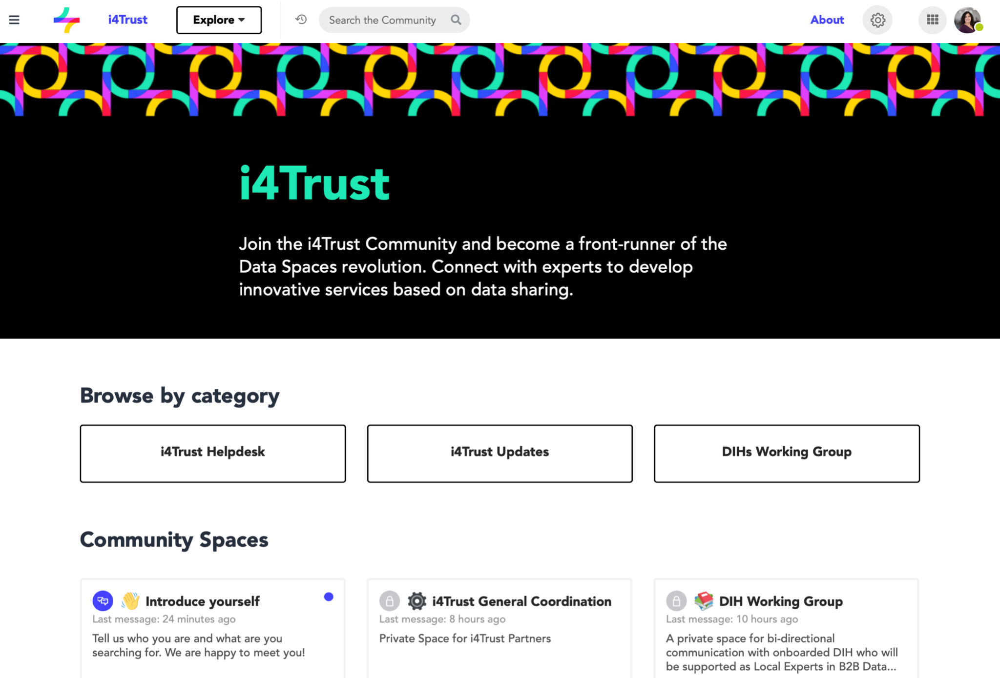 i4Trust
Explore
Search the Community
About
i4Trust
Join the i4Trust Community and become a front-runner of the
Data Spaces revolution. Connect with experts to develop
innovative services based on data sharing.
Browse by category
i4Trust Helpdesk
i4Trust Updates
DIHs Working Group
Community Spaces
Introduce yourself
Last message: 24 minutes ago
Tell us who you are and what are you
searching for. We are happy to meet you!
i4Trust General Coordination
Last message: 8 hours ago
Private Space for i4Trust Partners
DIH Working Group
Last message: 10 hours ago
A private space for bi-directional
communication with onboarded DIH who will
be supported as Local Experts in B2B Data...